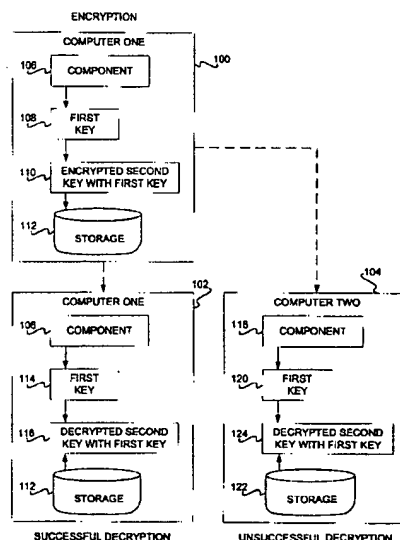 ENCRYPTION
COMPUTER ONE
100
106
COMPONENT
108
FIRST
KEY
110
ENCRYPTED SECOND
KEY WITH FIRST KEY
112
STORAGE
102
COMPUTER ONE
106
COMPONENT
114
FIRST
KEY
116
DECRYPTED SECOND
KEY WITH FIRST KEY
112
STORAGE
SUCCESSFUL DECRYPTION
104
COMPUTER TWO
118
COMPONENT
120
FIRST
KEY
124
DECRYPTED SECOND
KEY WITH FIRST KEY
122
STORAGE
UNSUCCESSFUL DECRYPTION